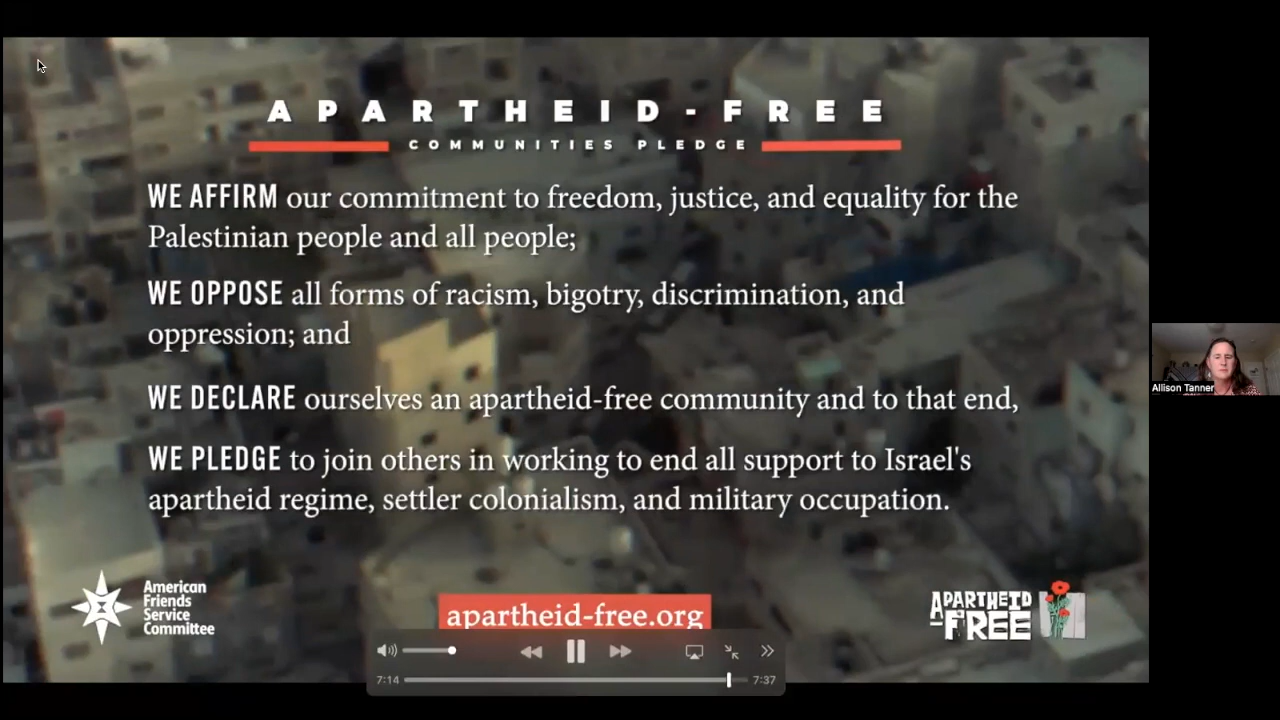 APARTHEID-FREE
COMMUNITIES PLEDGE
WE AFFIRM our commitment to freedom, justice, and equality for the
Palestinian people and all people;
WE OPPOSE all forms of racism, bigotry, discrimination, and
oppression; and
WE DECLARE ourselves an apartheid-free community and to that end,
WE PLEDGE to join others in working to end all support to Israel's
apartheid regime, settler colonialism, and military occupation.
American
Friends
Service
Committee
apartheid-free.org
APARTHEID
-FREE
7:14
7:37
Allison Tanner